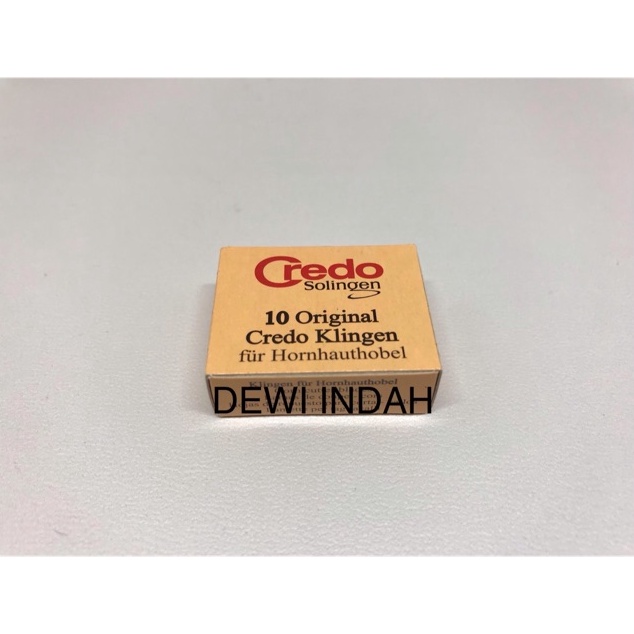 Credo
Solingen
10 Original
Credo Klingen
für Hornhauthobel
Klingen für Hornhauthobel
DEWI INDAH